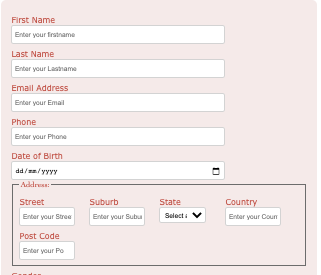 First Name
Enter your firstname
Last Name
Enter your Lastname
Email Address
Enter your Email
Phone
Enter your Phone
Date of Birth
dd/mm/yyyy
Address:
Street Suburb State Country
Enter your Stree Enter your Subu Select Enter your Coun
Post Code
Enter your Po